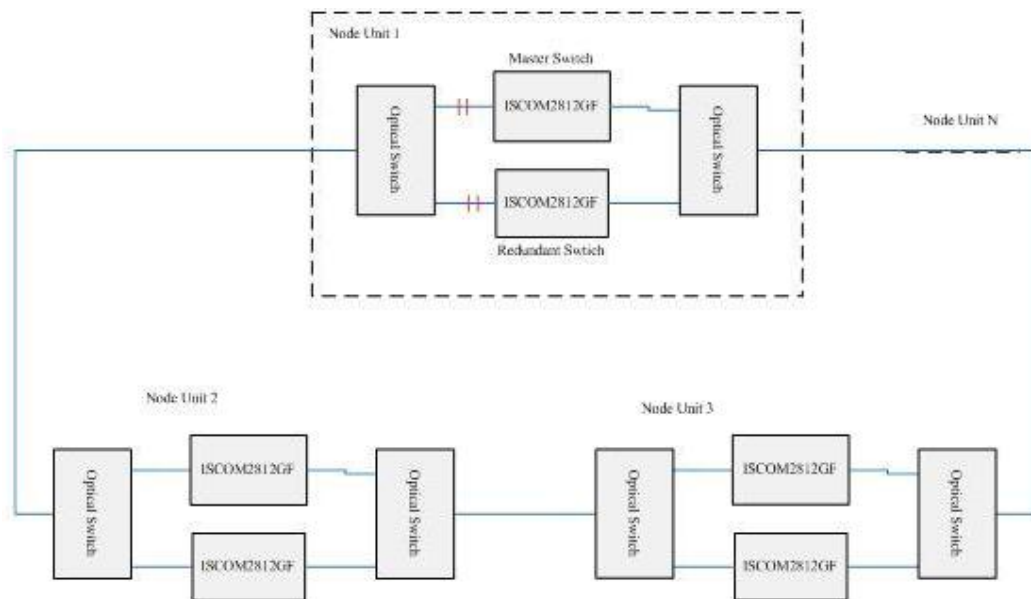 Node Unit 1
Master Switch
ISCOM2812GF
Optical Switch
Optical Switch
ISCOM2812GF
Redundant Swtich
Node Unit N
Node Unit 2
Node Unit 3
Optical Switch
ISCOM2812GF
ISCOM2812GF
Optical Switch
Optical Switch
ISCOM2812GF
ISCOM2812GF
Optical Switch